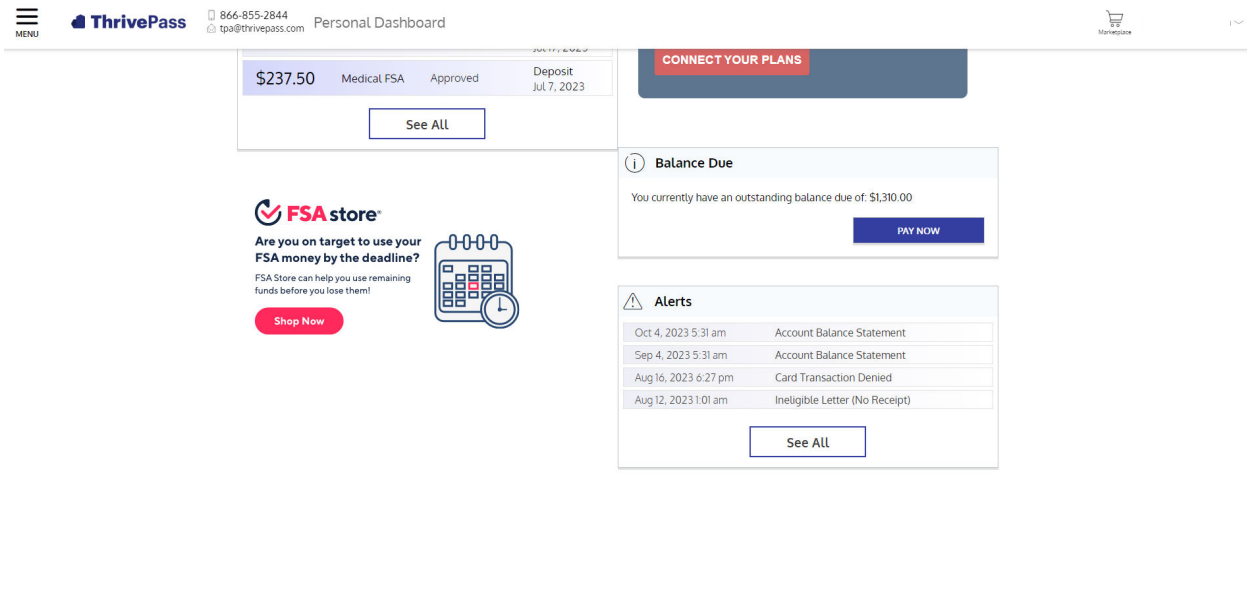 MENU
ThrivePass
866-855-2844
tpa@thrivepass.com
Personal Dashboard
Marketplace
Jul 17, 2023
$237.50 Medical FSA Approved Deposit
Jul 7, 2023
See All
CONNECT YOUR PLANS
FSA store®
Are you on target to use your
FSA money by the deadline?
FSA Store can help you use remaining
funds before you lose them!
Shop Now
Balance Due
You currently have an outstanding balance due of: $1,310.00
PAY NOW
Alerts
Oct 4, 2023 5:31 am Account Balance Statement
Sep 4, 2023 5:31 am Account Balance Statement
Aug 16, 2023 6:27 pm Card Transaction Denied
Aug 12, 2023 1:01 am Ineligible Letter (No Receipt)
See All